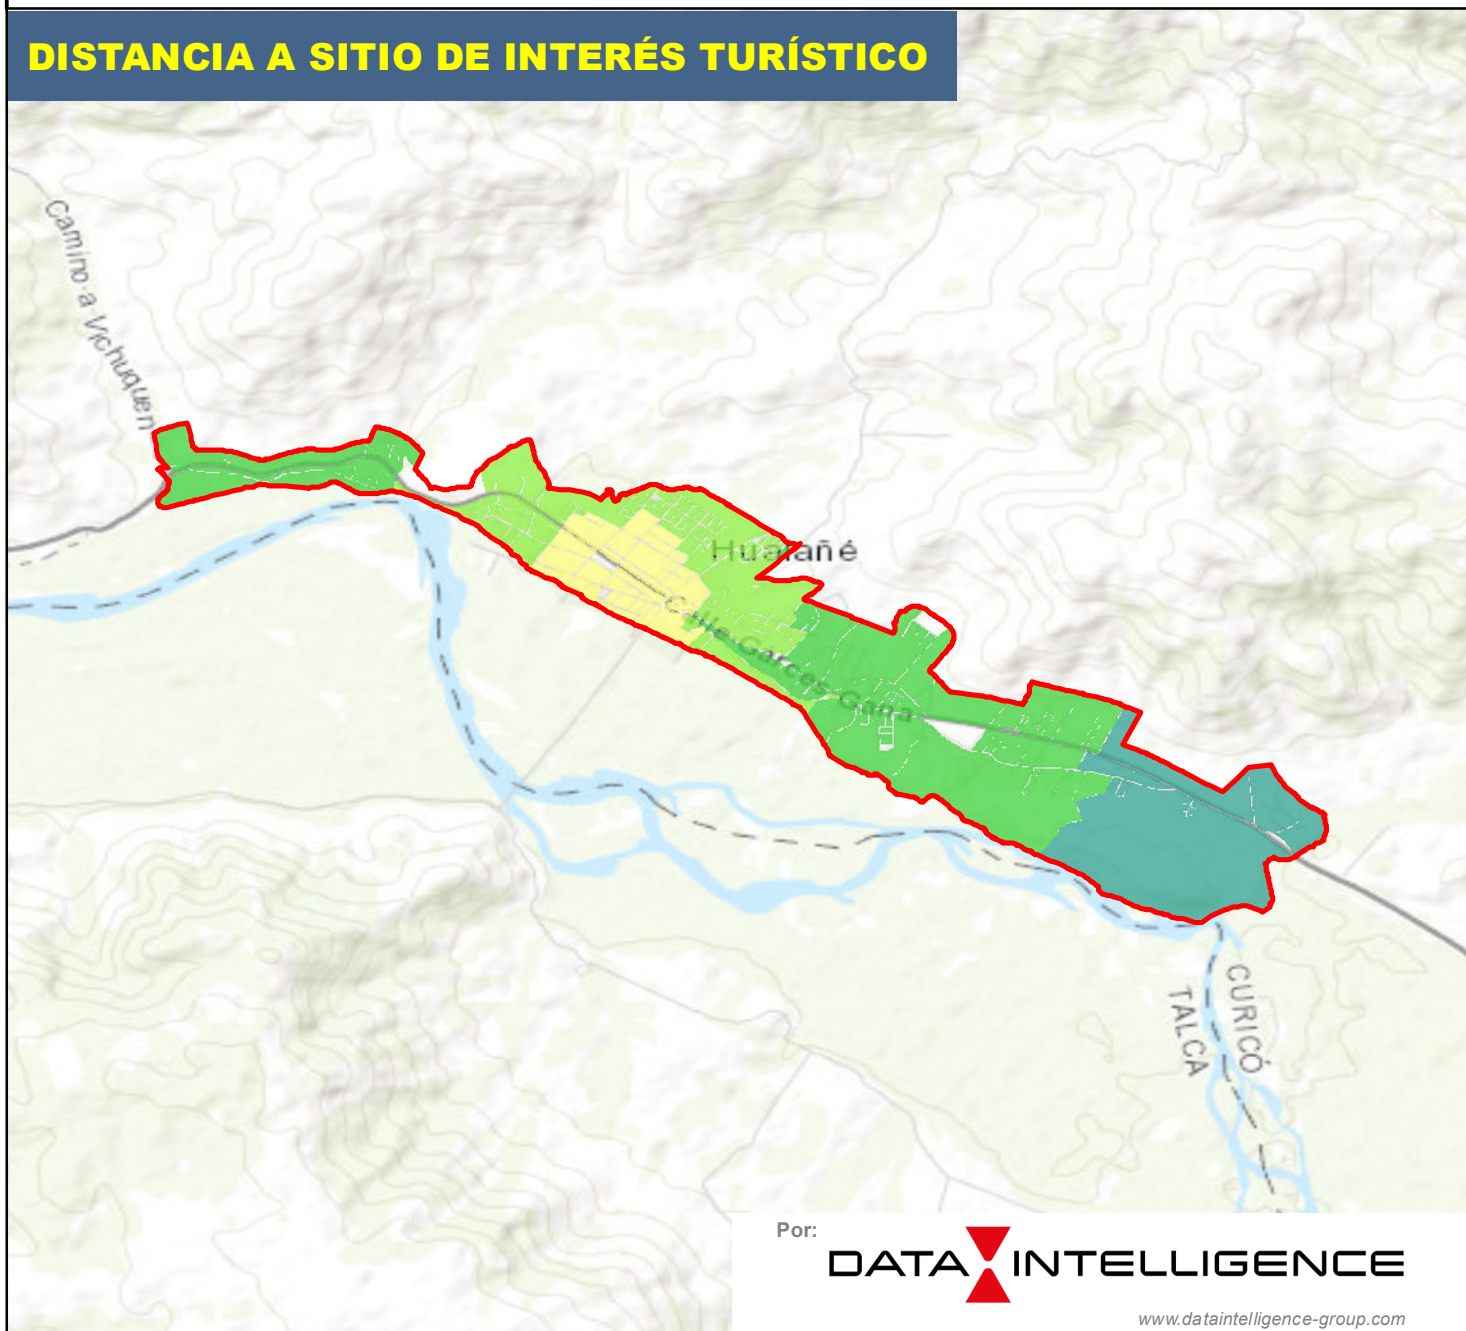 DISTANCIA A SITIO DE INTERÉS TURÍSTICO
Camino a Vichuquen
Hualañé
Calle Garces Gana
CURICÓ
TALCA
Por:
DATA INTELLIGENCE
www.dataintelligence-group.com